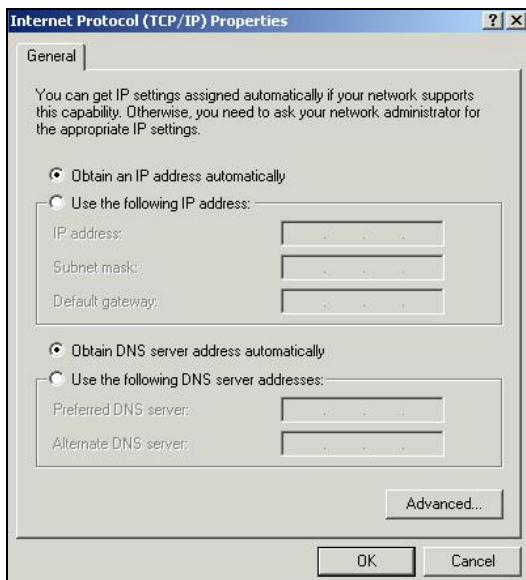 Internet Protocol (TCP/IP) Properties
General
You can get IP settings assigned automatically if your network supports
this capability. Otherwise, you need to ask your network administrator for
the appropriate IP settings.
Obtain an IP address automatically
Use the following IP address:
IP address:
Subnet mask:
Default gateway:
Obtain DNS server address automatically
Use the following DNS server addresses:
Preferred DNS server:
Alternate DNS server:
Advanced...
OK Cancel